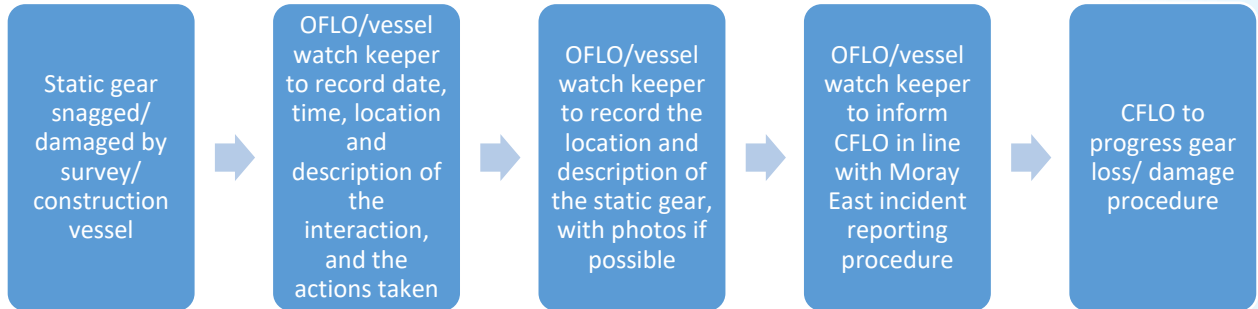 Static gear
snagged/
damaged by
survey/
construction
vessel
OFLO/vessel
watch keeper
to record date,
time, location
and
description of
the
interaction,
and the
actions taken
OFLO/vessel
watch keeper
to record the
location and
description of
the static gear,
with photos if
possible
OFLO/vessel
watch keeper
to inform
CFLO in line
with Moray
East incident
reporting
procedure
CFLO to
progress gear
loss/ damage
procedure